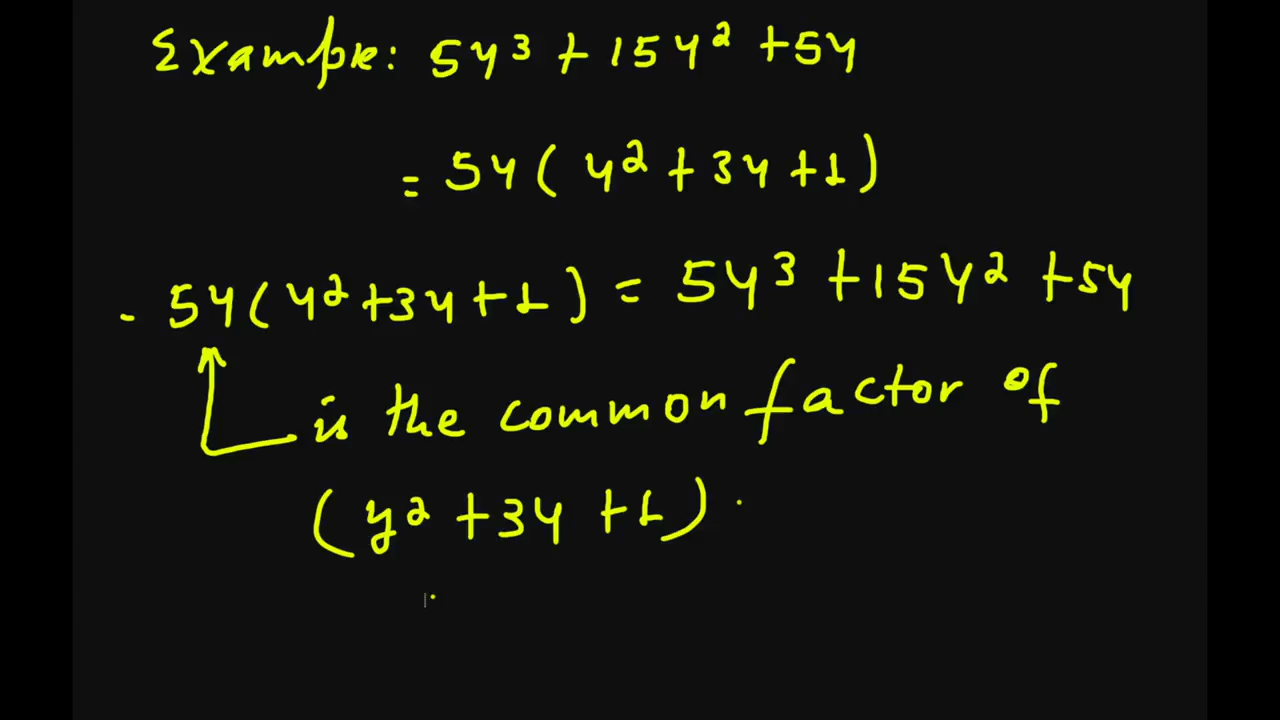 Example: 5y³ + 15y² + 5y
= 5y ( y² + 3y + 1 )
- 5y ( y² + 3y + 1 ) = 5y³ + 15y² + 5y
is the common factor of
( y² + 3y + 1 ) .